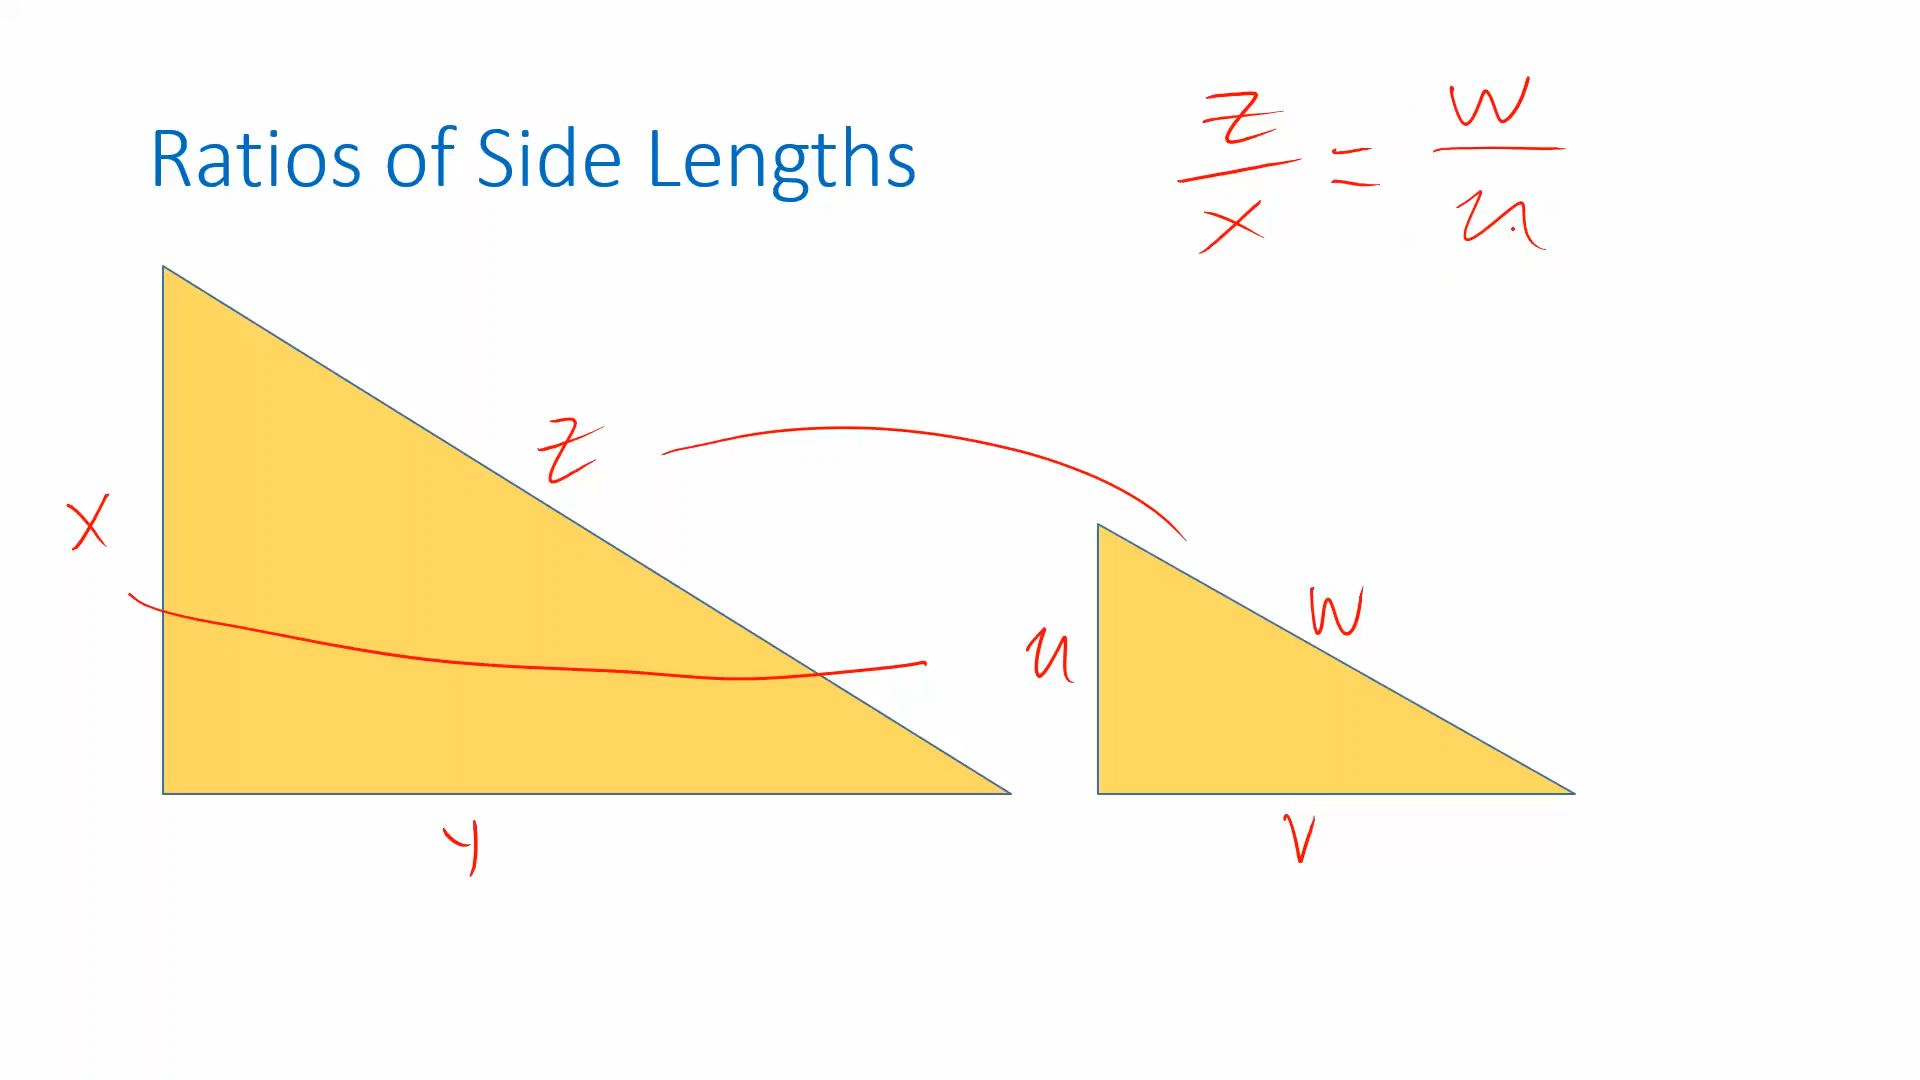 Ratios of Side Lengths
z/x = w/u
z
x
w
u
y
v